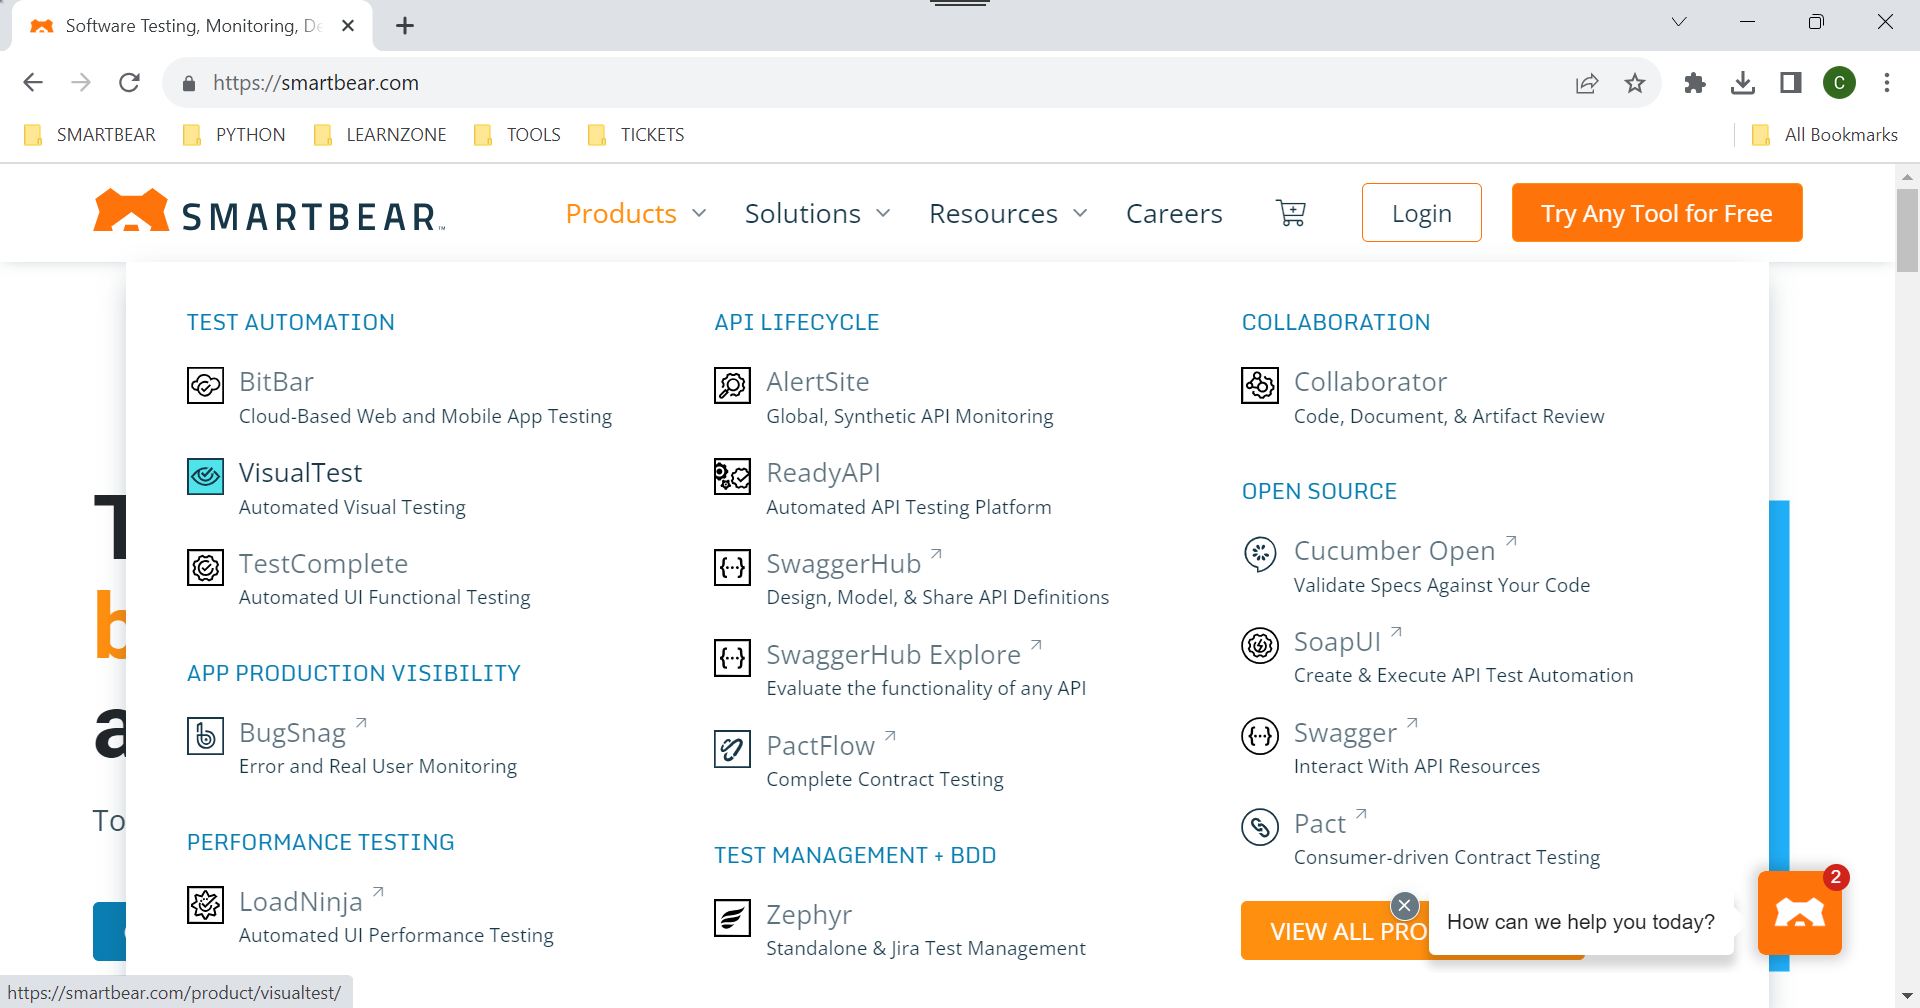 Software Testing, Monitoring, De
https://smartbear.com
C
SMARTBEAR PYTHON LEARNZONE TOOLS TICKETS All Bookmarks
SMARTBEAR™ Products Solutions Resources Careers Login Try Any Tool for Free
TEST AUTOMATION
BitBar
Cloud-Based Web and Mobile App Testing
VisualTest
Automated Visual Testing
TestComplete
Automated UI Functional Testing
APP PRODUCTION VISIBILITY
BugSnag
Error and Real User Monitoring
PERFORMANCE TESTING
LoadNinja
Automated UI Performance Testing
API LIFECYCLE
AlertSite
Global, Synthetic API Monitoring
ReadyAPI
Automated API Testing Platform
SwaggerHub
Design, Model, & Share API Definitions
SwaggerHub Explore
Evaluate the functionality of any API
PactFlow
Complete Contract Testing
TEST MANAGEMENT + BDD
Zephyr
Standalone & Jira Test Management
COLLABORATION
Collaborator
Code, Document, & Artifact Review
OPEN SOURCE
Cucumber Open
Validate Specs Against Your Code
SoapUI
Create & Execute API Test Automation
Swagger
Interact With API Resources
Pact
Consumer-driven Contract Testing
VIEW ALL PRO
How can we help you today?
2
To
https://smartbear.com/product/visualtest/